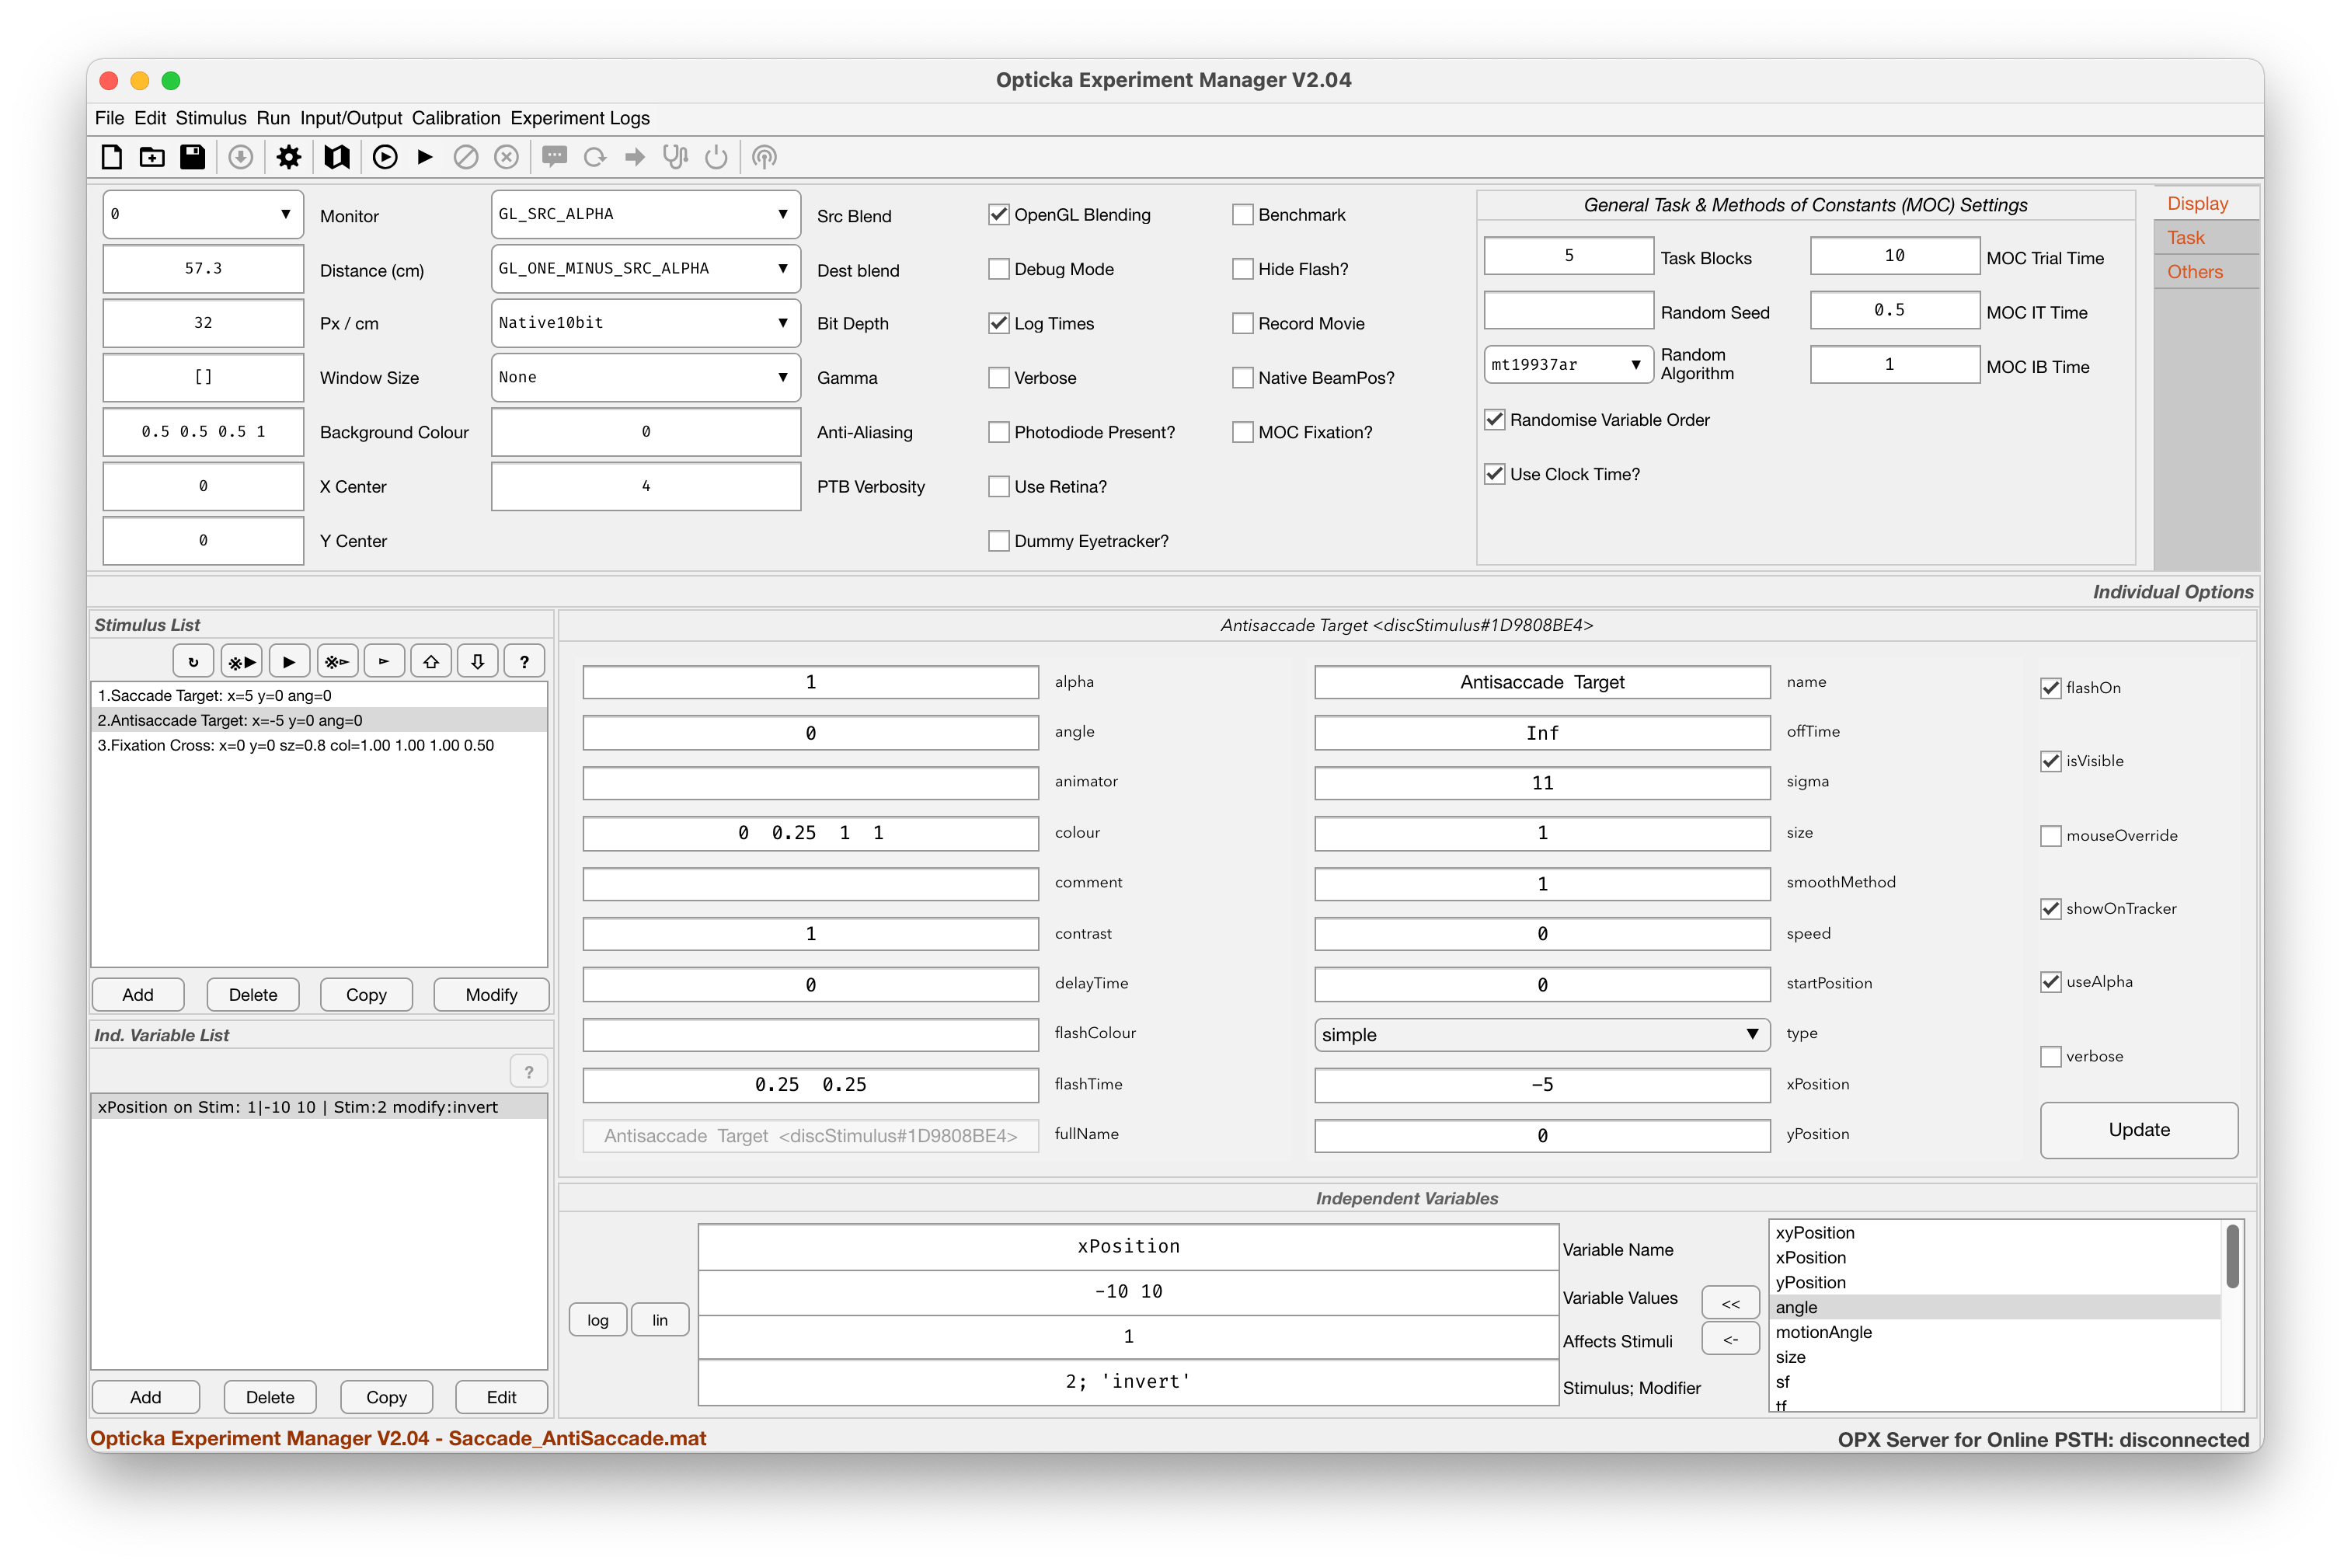 Opticka Experiment Manager V2.04
File Edit Stimulus Run Input/Output Calibration Experiment Logs
0 Monitor GL_SRC_ALPHA Src Blend OpenGL Blending Benchmark
57.3 Distance (cm) GL_ONE_MINUS_SRC_ALPHA Dest blend Debug Mode Hide Flash?
32 Px / cm Native10bit Bit Depth Log Times Record Movie
[] Window Size None Gamma Verbose Native BeamPos?
0.5 0.5 0.5 1 Background Colour 0 Anti-Aliasing Photodiode Present? MOC Fixation?
0 X Center 4 PTB Verbosity Use Retina?
0 Y Center Dummy Eyetracker?
General Task & Methods of Constants (MOC) Settings
5 Task Blocks 10 MOC Trial Time
Random Seed 0.5 MOC IT Time
mt19937ar Random Algorithm 1 MOC IB Time
Randomise Variable Order
Use Clock Time?
Display
Task
Others
Individual Options
Stimulus List
?
1.Saccade Target: x=5 y=0 ang=0
2.Antisaccade Target: x=-5 y=0 ang=0
3.Fixation Cross: x=0 y=0 sz=0.8 col=1.00 1.00 1.00 0.50
Add Delete Copy Modify
Ind. Variable List
?
xPosition on Stim: 1|-10 10 | Stim:2 modify:invert
Add Delete Copy Edit
Antisaccade Target <discStimulus#1D9808BE4>
1 alpha
0 angle
animator
0 0.25 1 1 colour
comment
1 contrast
0 delayTime
flashColour
0.25 0.25 flashTime
Antisaccade Target <discStimulus#1D9808BE4> fullName
Antisaccade Target name
Inf offTime
11 sigma
1 size
1 smoothMethod
0 speed
0 startPosition
simple type
-5 xPosition
0 yPosition
flashOn
isVisible
mouseOverride
showOnTracker
useAlpha
verbose
Update
Independent Variables
log lin
xPosition Variable Name
-10 10 Variable Values <<
1 Affects Stimuli <-
2; 'invert' Stimulus; Modifier
xyPosition
xPosition
yPosition
angle
motionAngle
size
sf
tf
Opticka Experiment Manager V2.04 - Saccade_AntiSaccade.mat
OPX Server for Online PSTH: disconnected